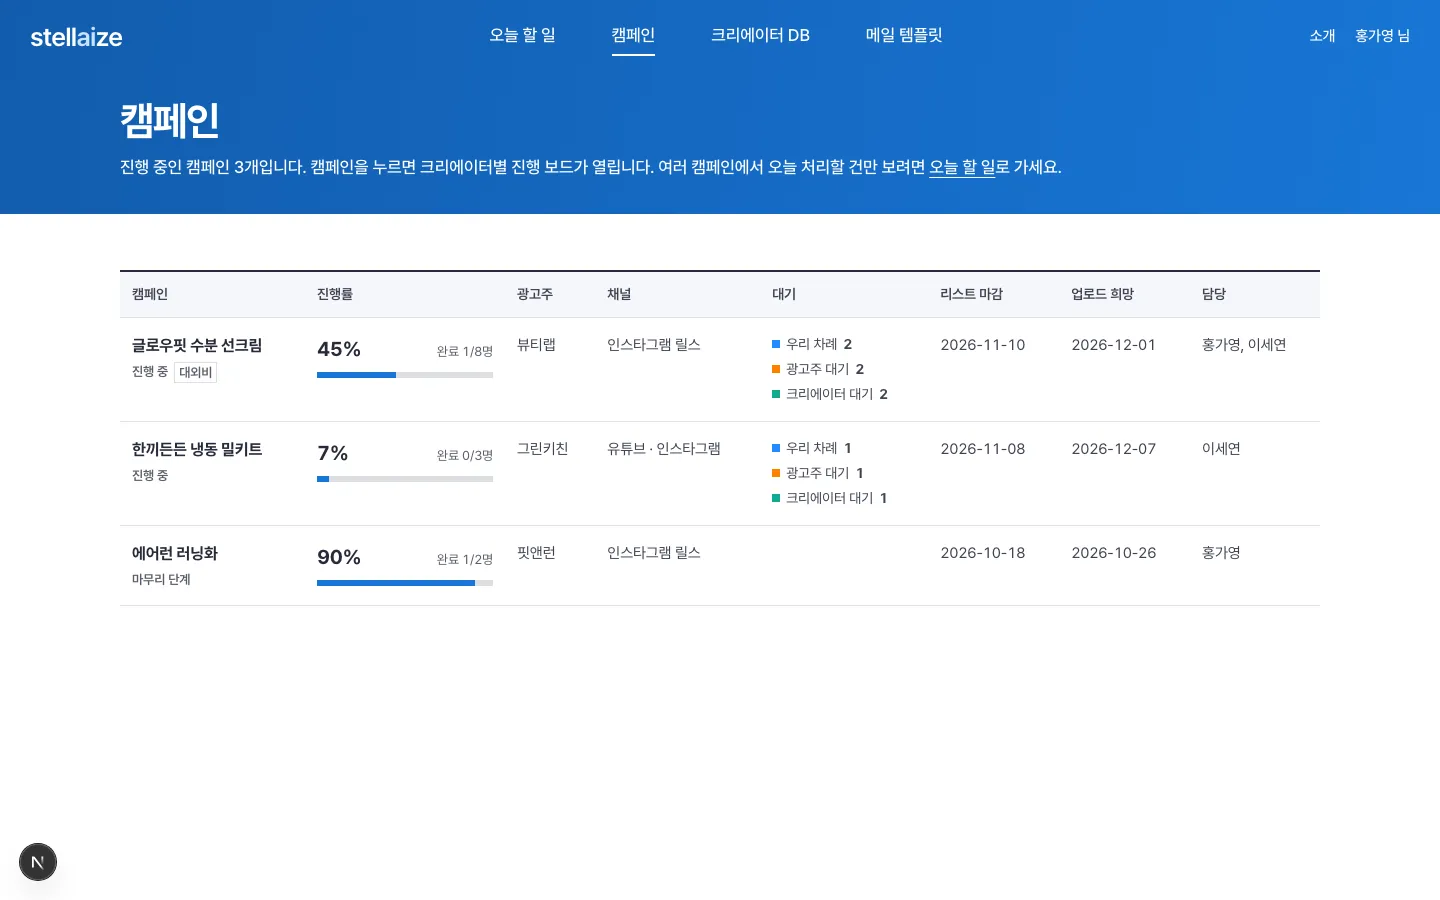 stellaize
오늘 할 일
캠페인
크리에이터 DB
메일 템플릿
소개
홍가영 님
캠페인
진행 중인 캠페인 3개입니다. 캠페인을 누르면 크리에이터별 진행 보드가 열립니다. 여러 캠페인에서 오늘 처리할 건만 보려면 오늘 할 일로 가세요.
캠페인 진행률 광고주 채널 대기 리스트 마감 업로드 희망 담당
글로우핏 수분 선크림
진행 중 대외비
45% 완료 1/8명
뷰티랩
인스타그램 릴스
우리 차례 2
광고주 대기 2
크리에이터 대기 2
2026-11-10
2026-12-01
홍가영, 이세연
한끼든든 냉동 밀키트
진행 중
7% 완료 0/3명
그린키친
유튜브 · 인스타그램
우리 차례 1
광고주 대기 1
크리에이터 대기 1
2026-11-08
2026-12-07
이세연
에어런 러닝화
마무리 단계
90% 완료 1/2명
핏앤런
인스타그램 릴스
2026-10-18
2026-10-26
홍가영
N